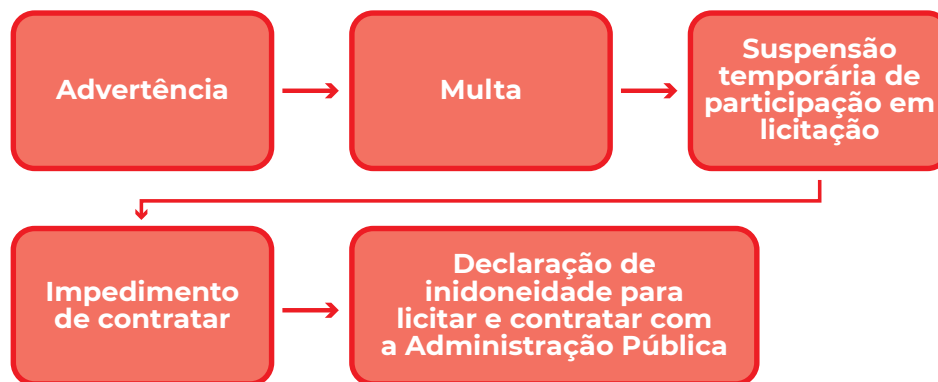 Advertência
Multa
Suspensão
temporária de
participação em
licitação
Impedimento
de contratar
Declaração de
inidoneidade para
licitar e contratar com
a Administração Pública